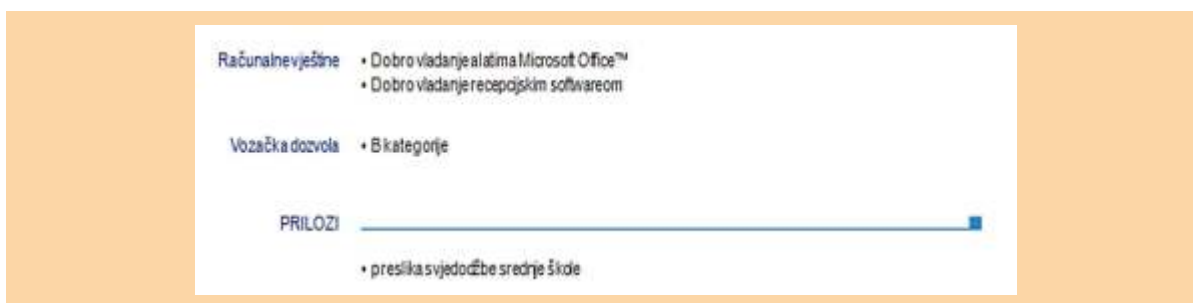 Računalne vještine • Dobro vladanje alatima Microsoft Office™
• Dobro vladanje recepcijskim softwareom
Vozačka dozvola • B kategorije
PRILOZI
• preslika svjedodžbe srednje škole